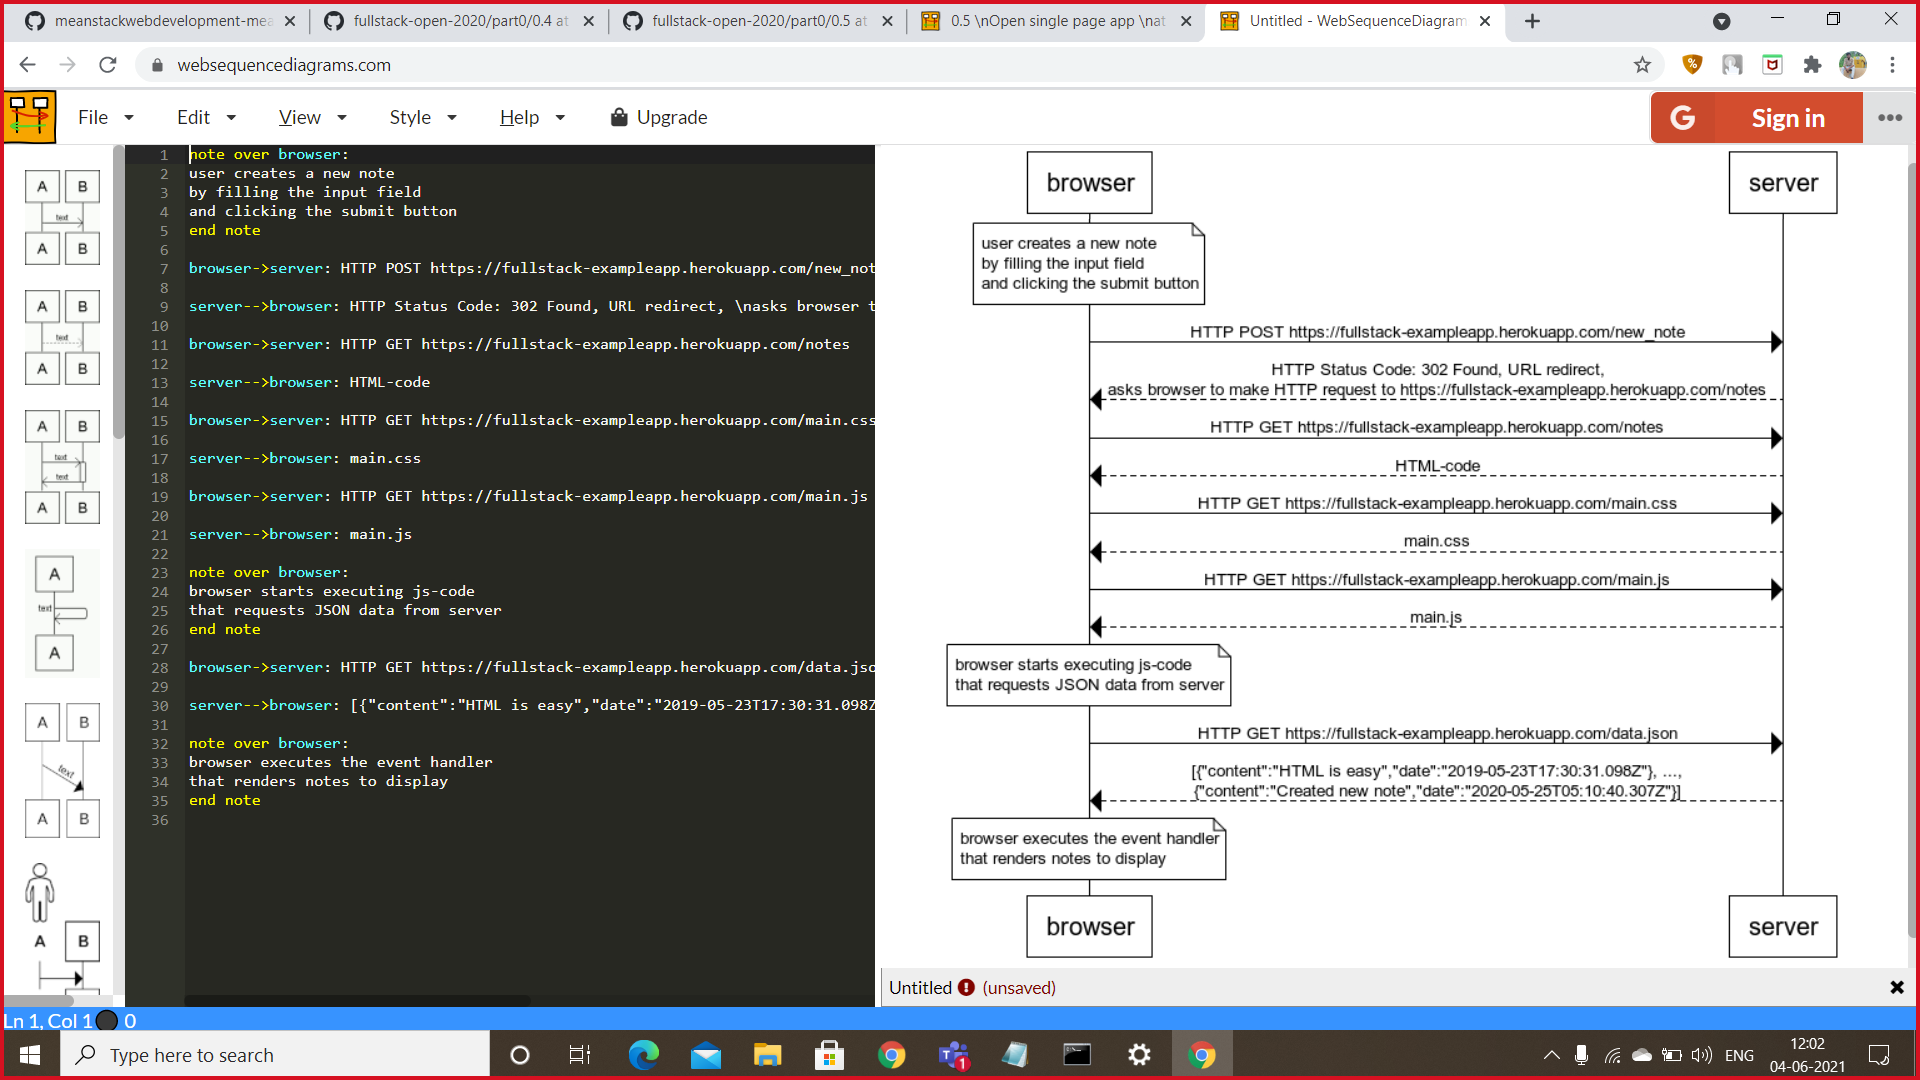 meanstackwebdevelopment-mea
fullstack-open-2020/part0/0.4 at
fullstack-open-2020/part0/0.5 at
0.5 \nOpen single page app \nat
Untitled - WebSequenceDiagram
websequencediagrams.com
File
Edit
View
Style
Help
Upgrade
G Sign in
A B
text
A B
A B
text
A B
A B
text
text
A B
A
text
A
A B
text
A B
A B
1 note over browser:
2 user creates a new note
3 by filling the input field
4 and clicking the submit button
5 end note
6
7 browser->server: HTTP POST https://fullstack-exampleapp.herokuapp.com/new_not
8
9 server-->browser: HTTP Status Code: 302 Found, URL redirect, \nasks browser t
10
11 browser->server: HTTP GET https://fullstack-exampleapp.herokuapp.com/notes
12
13 server-->browser: HTML-code
14
15 browser->server: HTTP GET https://fullstack-exampleapp.herokuapp.com/main.css
16
17 server-->browser: main.css
18
19 browser->server: HTTP GET https://fullstack-exampleapp.herokuapp.com/main.js
20
21 server-->browser: main.js
22
23 note over browser:
24 browser starts executing js-code
25 that requests JSON data from server
26 end note
27
28 browser->server: HTTP GET https://fullstack-exampleapp.herokuapp.com/data.jso
29
30 server-->browser: [{"content":"HTML is easy","date":"2019-05-23T17:30:31.098Z
31
32 note over browser:
33 browser executes the event handler
34 that renders notes to display
35 end note
36
browser server
user creates a new note
by filling the input field
and clicking the submit button
HTTP POST https://fullstack-exampleapp.herokuapp.com/new_note
HTTP Status Code: 302 Found, URL redirect,
asks browser to make HTTP request to https://fullstack-exampleapp.herokuapp.com/notes
HTTP GET https://fullstack-exampleapp.herokuapp.com/notes
HTML-code
HTTP GET https://fullstack-exampleapp.herokuapp.com/main.css
main.css
HTTP GET https://fullstack-exampleapp.herokuapp.com/main.js
main.js
browser starts executing js-code
that requests JSON data from server
HTTP GET https://fullstack-exampleapp.herokuapp.com/data.json
[{"content":"HTML is easy","date":"2019-05-23T17:30:31.098Z"}, ...,
{"content":"Created new note","date":"2020-05-25T05:10:40.307Z"}]
browser executes the event handler
that renders notes to display
browser server
Untitled (unsaved)
Ln 1, Col 1 0
Type here to search
1
ENG
12:02
04-06-2021